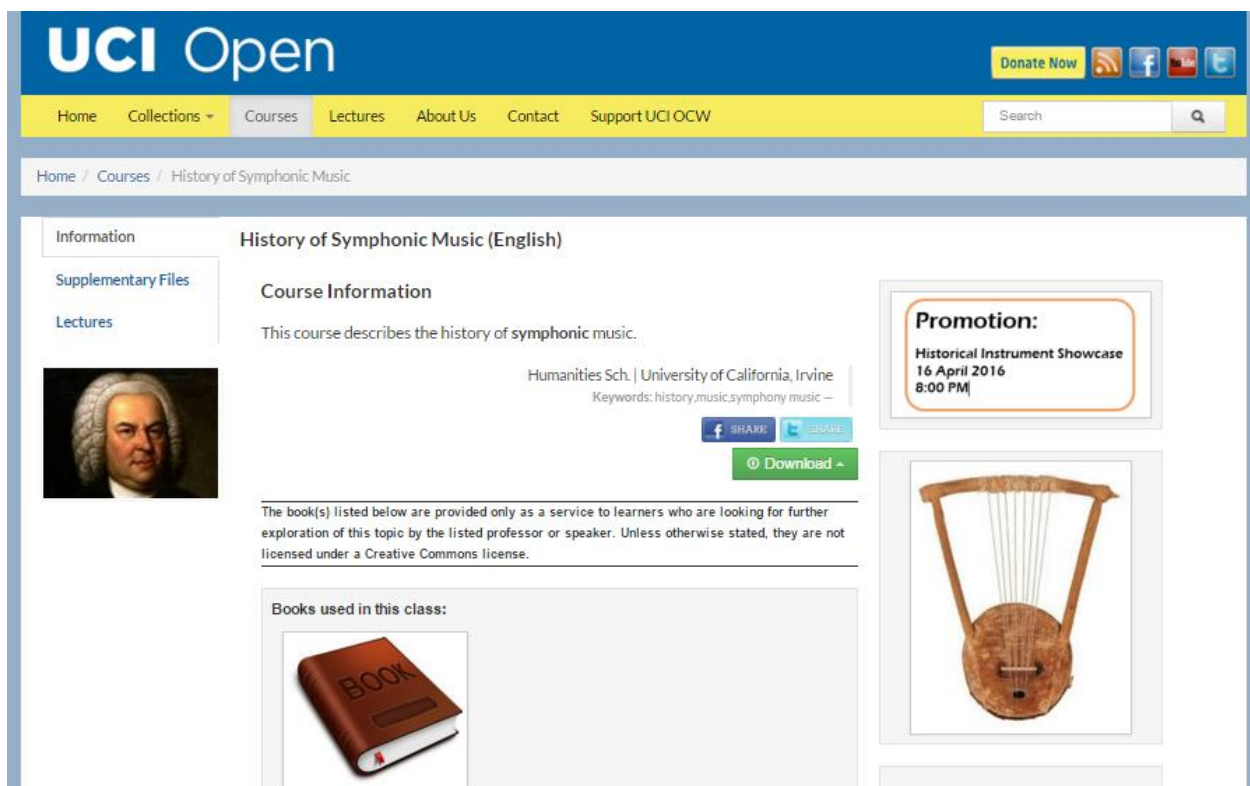 UCI Open
Donate Now
You Tube
Home Collections Courses Lectures About Us Contact Support UCI OCW Search
Home / Courses / History of Symphonic Music
Information
Supplementary Files
Lectures
History of Symphonic Music (English)
Course Information
This course describes the history of symphonic music.
Humanities Sch. | University of California, Irvine
Keywords: history,music,symphony music —
SHARE SHARE
Download
The book(s) listed below are provided only as a service to learners who are looking for further
exploration of this topic by the listed professor or speaker. Unless otherwise stated, they are not
licensed under a Creative Commons license.
Books used in this class:
BOOK
Promotion:
Historical Instrument Showcase
16 April 2016
8:00 PM